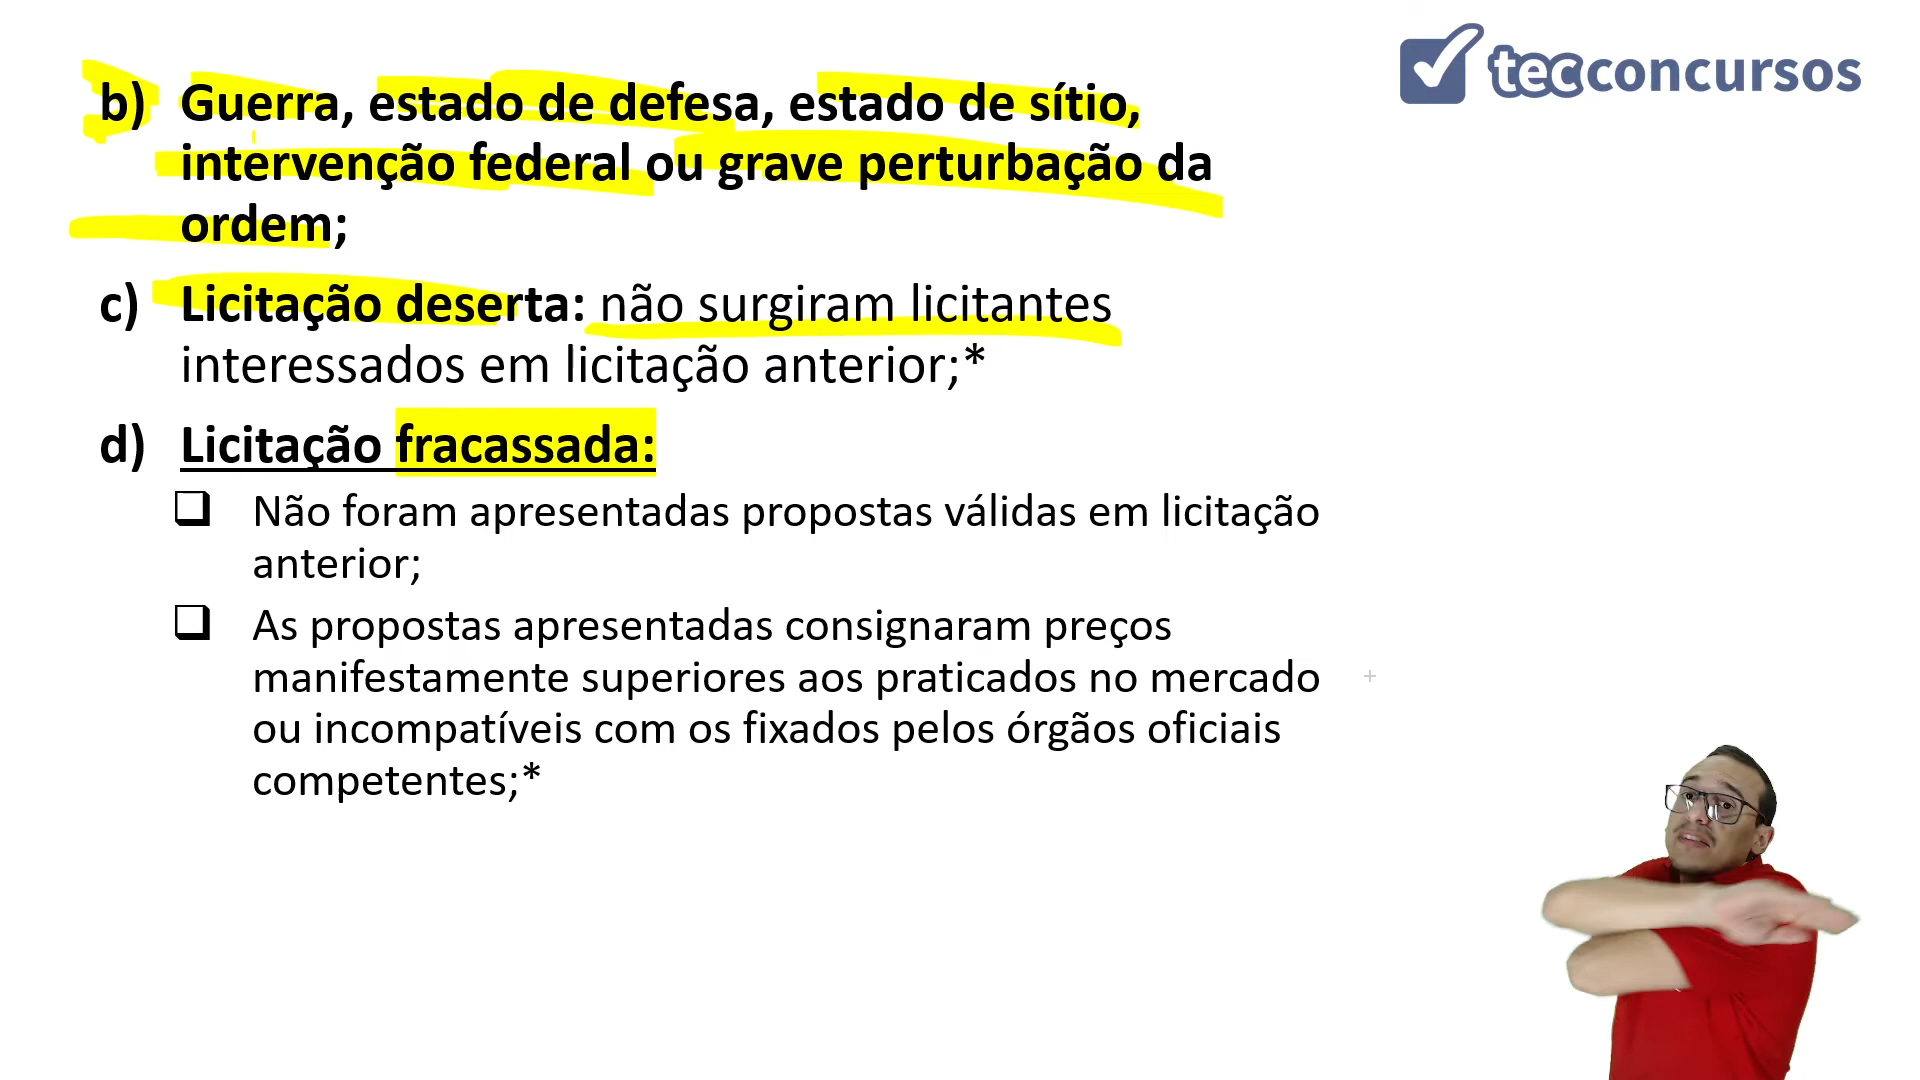 tecconcursos
b) Guerra, estado de defesa, estado de sítio,
intervenção federal ou grave perturbação da
ordem;
c) Licitação deserta: não surgiram licitantes
interessados em licitação anterior;*
d) Licitação fracassada:
Não foram apresentadas propostas válidas em licitação
anterior;
As propostas apresentadas consignaram preços
manifestamente superiores aos praticados no mercado
ou incompatíveis com os fixados pelos órgãos oficiais
competentes;*